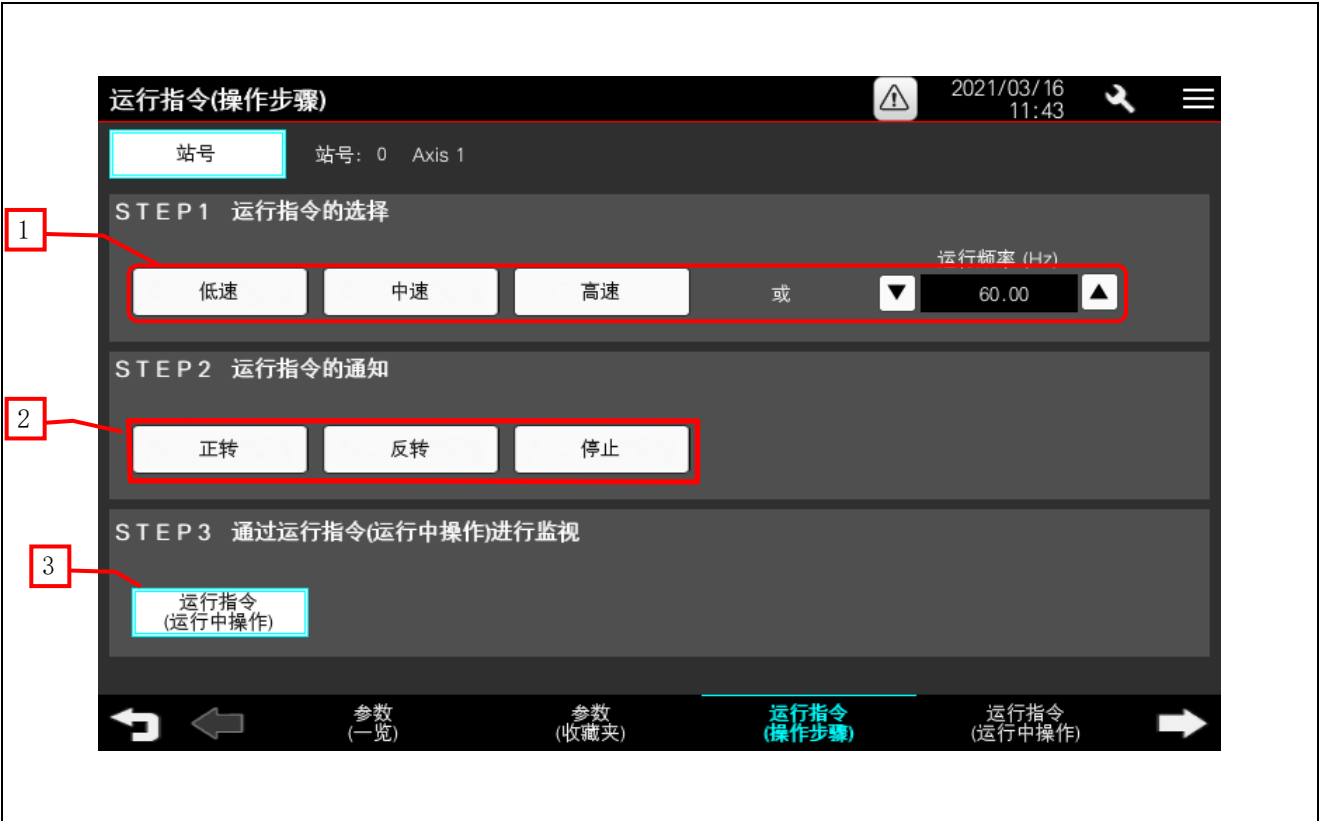 运行指令(操作步骤)
2021/03/16
11:43
站号
站号: 0 Axis 1
1
STEP1 运行指令的选择
运行频率 (Hz)
低速 中速 高速 或 ▼ 60.00 ▲
STEP2 运行指令的通知
2
正转 反转 停止
STEP3 通过运行指令(运行中操作)进行监视
3
运行指令
(运行中操作)
参数
(一览)
参数
(收藏夹)
运行指令
(操作步骤)
运行指令
(运行中操作)